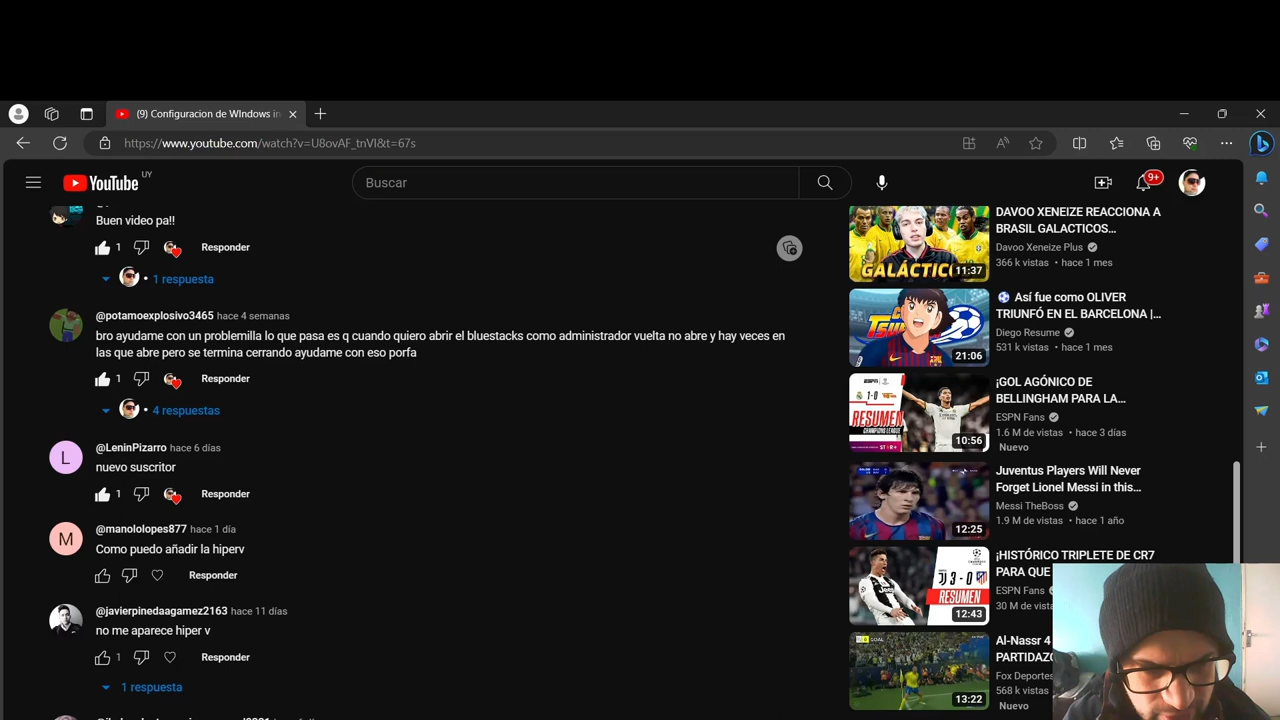 (9) Configuracion de WIndows in
https://www.youtube.com/watch?v=U8ovAF_tnVI&t=67s
YouTube UY
Buscar
9+
Buen video pa!!
1 Responder
1 respuesta
@potamoexplosivo3465 hace 4 semanas
bro ayudame con un problemilla lo que pasa es q cuando quiero abrir el bluestacks como administrador vuelta no abre y hay veces en
las que abre pero se termina cerrando ayudame con eso porfa
1 Responder
4 respuestas
L
@LeninPizarro hace 6 días
nuevo suscritor
1 Responder
M
@manololopes877 hace 1 día
Como puedo añadir la hiperv
Responder
@javierpinedaagamez2163 hace 11 días
no me aparece hiper v
1 Responder
1 respuesta
GALÁCTICO
11:37
DAVOO XENEIZE REACCIONA A
BRASIL GALACTICOS…
Davoo Xeneize Plus
366 k vistas • hace 1 mes
21:06
Así fue como OLIVER
TRIUNFÓ EN EL BARCELONA |…
Diego Resume
531 k vistas • hace 1 mes
ESPN
1-0
RESUMEN
CHAMPIONS LEAGUE
STAR+
10:56
¡GOL AGÓNICO DE
BELLINGHAM PARA LA…
ESPN Fans
1.6 M de vistas • hace 3 días
Nuevo
12:25
Juventus Players Will Never
Forget Lionel Messi in this…
Messi TheBoss
1.9 M de vistas • hace 1 año
3-0
RESUMEN
12:43
¡HISTÓRICO TRIPLETE DE CR7
PARA QUE
ESPN Fans
30 M de vista
GOAL
13:22
Al-Nassr 4
PARTIDAZO
Fox Deportes
568 k vistas
Nuevo